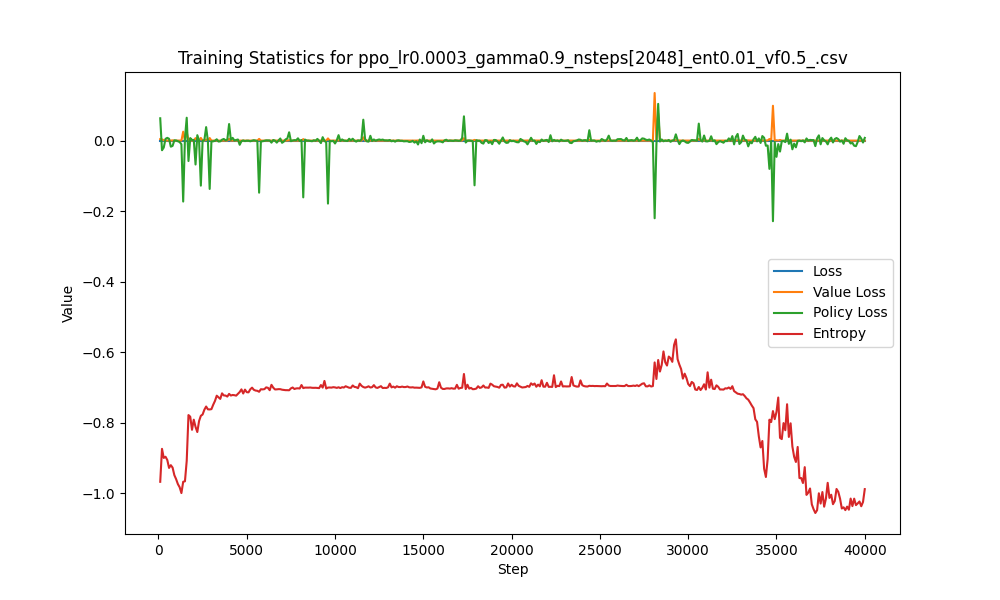 Training Statistics for ppo_lr0.0003_gamma0.9_nsteps[2048]_ent0.01_vf0.5_.csv
0.0
−0.2
−0.4
−0.6
−0.8
−1.0
Value
Loss
Value Loss
Policy Loss
Entropy
0 5000 10000 15000 20000 25000 30000 35000 40000
Step